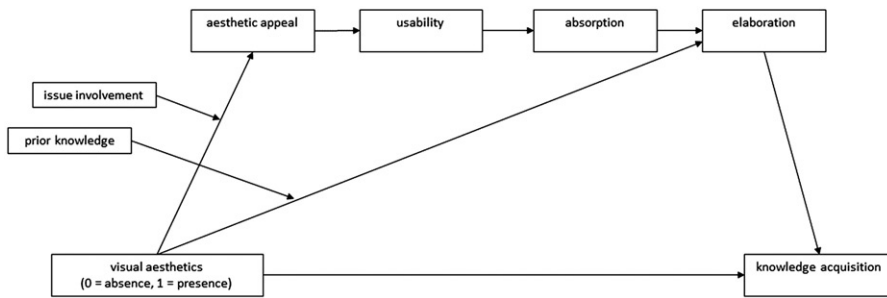 aesthetic appeal
usability
absorption
elaboration
issue involvement
prior knowledge
visual aesthetics
(0 = absence, 1 = presence)
knowledge acquisition